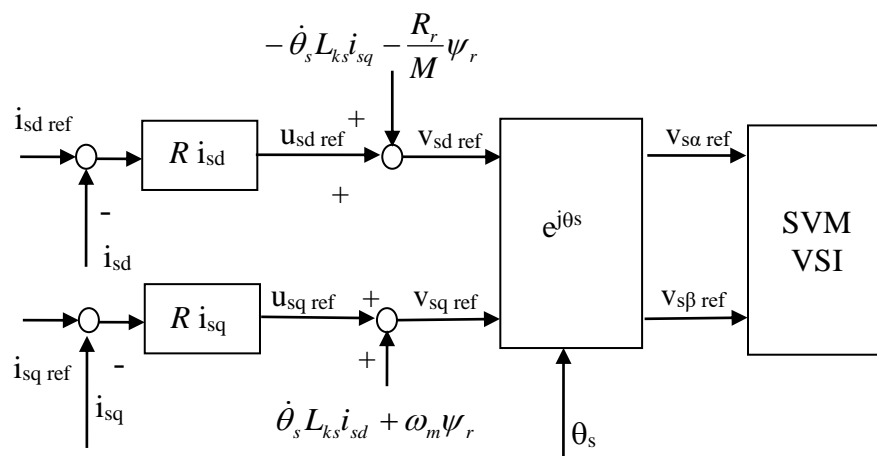 − θ̇s Lks isq − Rr/M ψr
isd ref
R isd
usd ref
+
+
vsd ref
-
isd
ejθs
vsα ref
SVM
VSI
R isq
usq ref
+
+
vsq ref
vsβ ref
isq ref
-
isq
θ̇s Lks isd + ωm ψr
θs